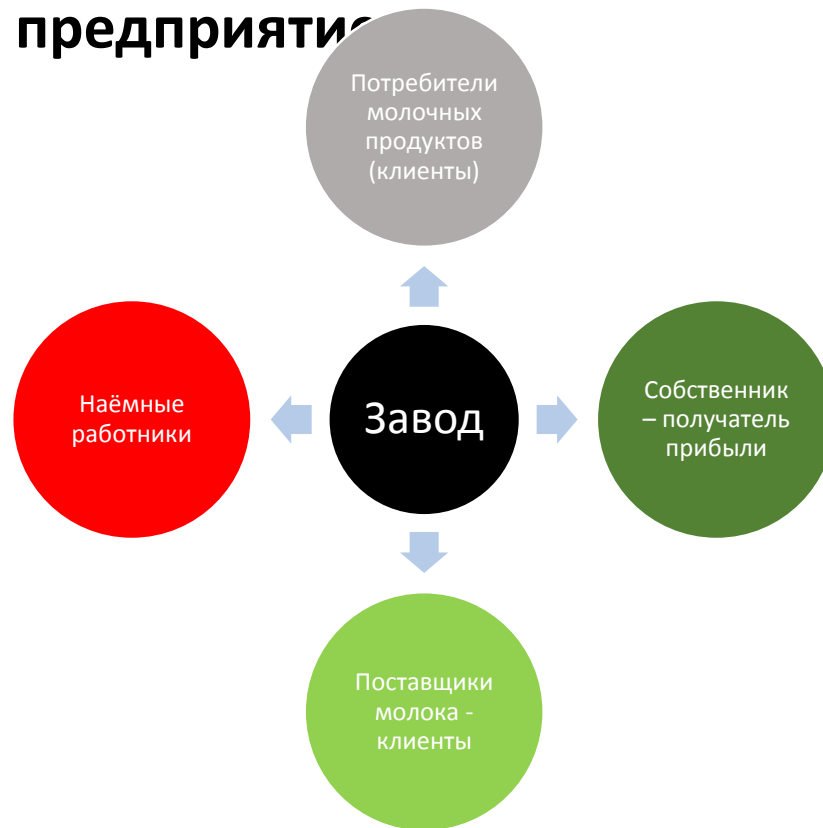 предприятие
Потребители
молочных
продуктов
(клиенты)
Наёмные
работники
Завод
Собственник
– получатель
прибыли
Поставщики
молока -
клиенты